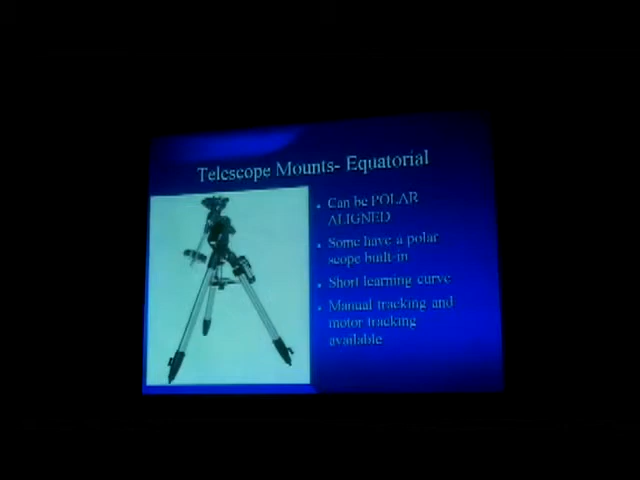 Telescope Mounts- Equatorial
Can be POLAR
ALIGNED
Some have a polar
scope built-in
Short learning curve
Manual tracking and
motor tracking
available